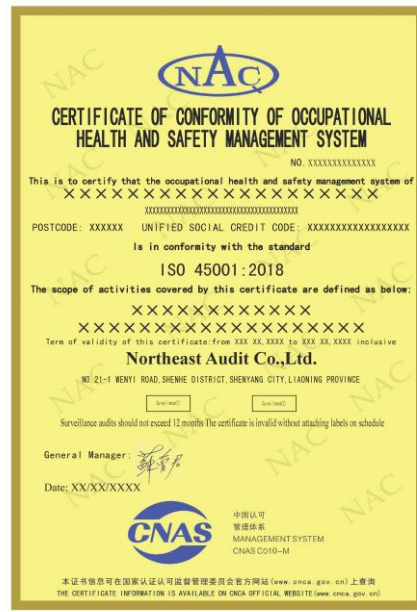 NAC
CERTIFICATE OF CONFORMITY OF OCCUPATIONAL
HEALTH AND SAFETY MANAGEMENT SYSTEM
NO. XXXXXXXXXXXXX
This is to certify that the occupational health and safety management system of
POSTCODE: XXXXXX UNIFIED SOCIAL CREDIT CODE: XXXXXXXXXXXXXXXXXX
Is in conformity with the standard
ISO 45001:2018
The scope of activities covered by this certificate are defined as below:
XXXXXXXXXXXX
Term of validity of this certificate:from XXX XX,XXXX to XXX XX,XXXX inclusive
Northeast Audit Co.,Ltd.
NO.21-1 WENYI ROAD,SHENHE DISTRICT,SHENYANG CITY,LIAONING PROVINCE
Surveillance audits should not exceed 12 months The certificate is invalid without attaching labels on schedule
General Manager:
Date: XX/XX/XXXX
CNAS
中国认可
管理体系
MANAGEMENT SYSTEM
CNAS C010-M
本证书信息可在国家认证认可监督管理委员会官方网站(www.cnca.gov.cn)上查询
THE CERTIFICATE INFORMATION IS AVAILABLE ON CNCA OFFICIAL WEBSITE(www.cnca.gov.cn)